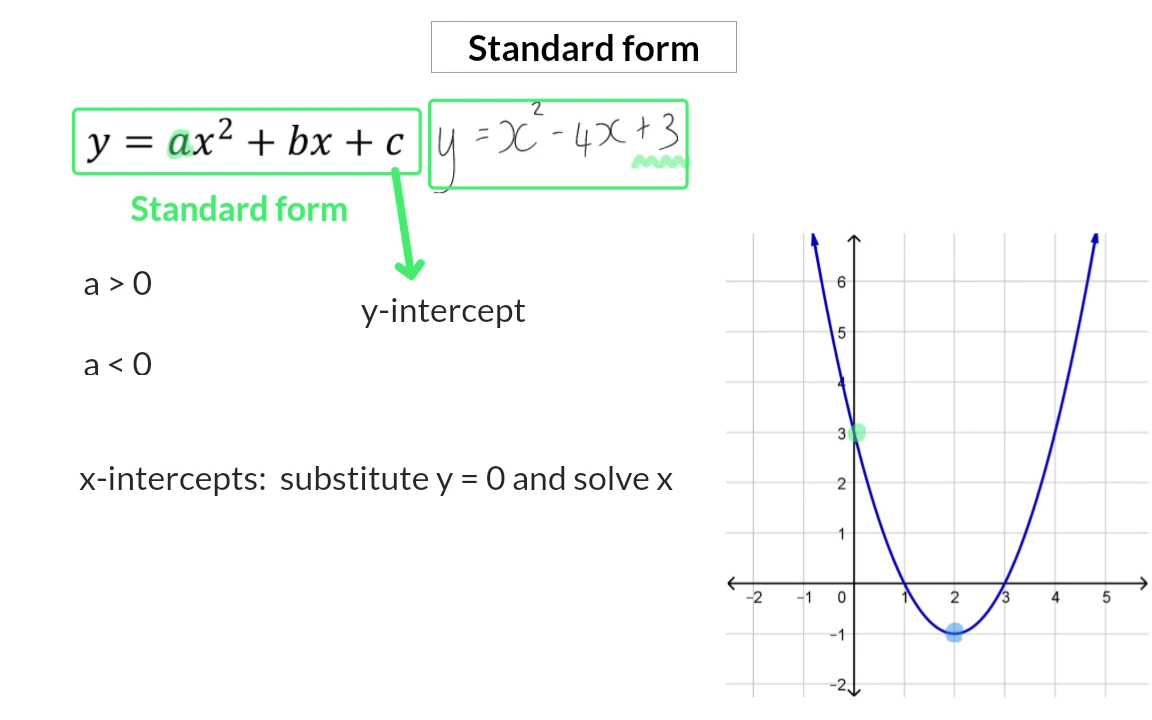 Standard form
y = ax² + bx + c
y = x² - 4x + 3
Standard form
a > 0
y-intercept
a < 0
x-intercepts: substitute y = 0 and solve x
6
5
4
3
2
1
-2 -1 0 1 2 3 4 5
-1
-2